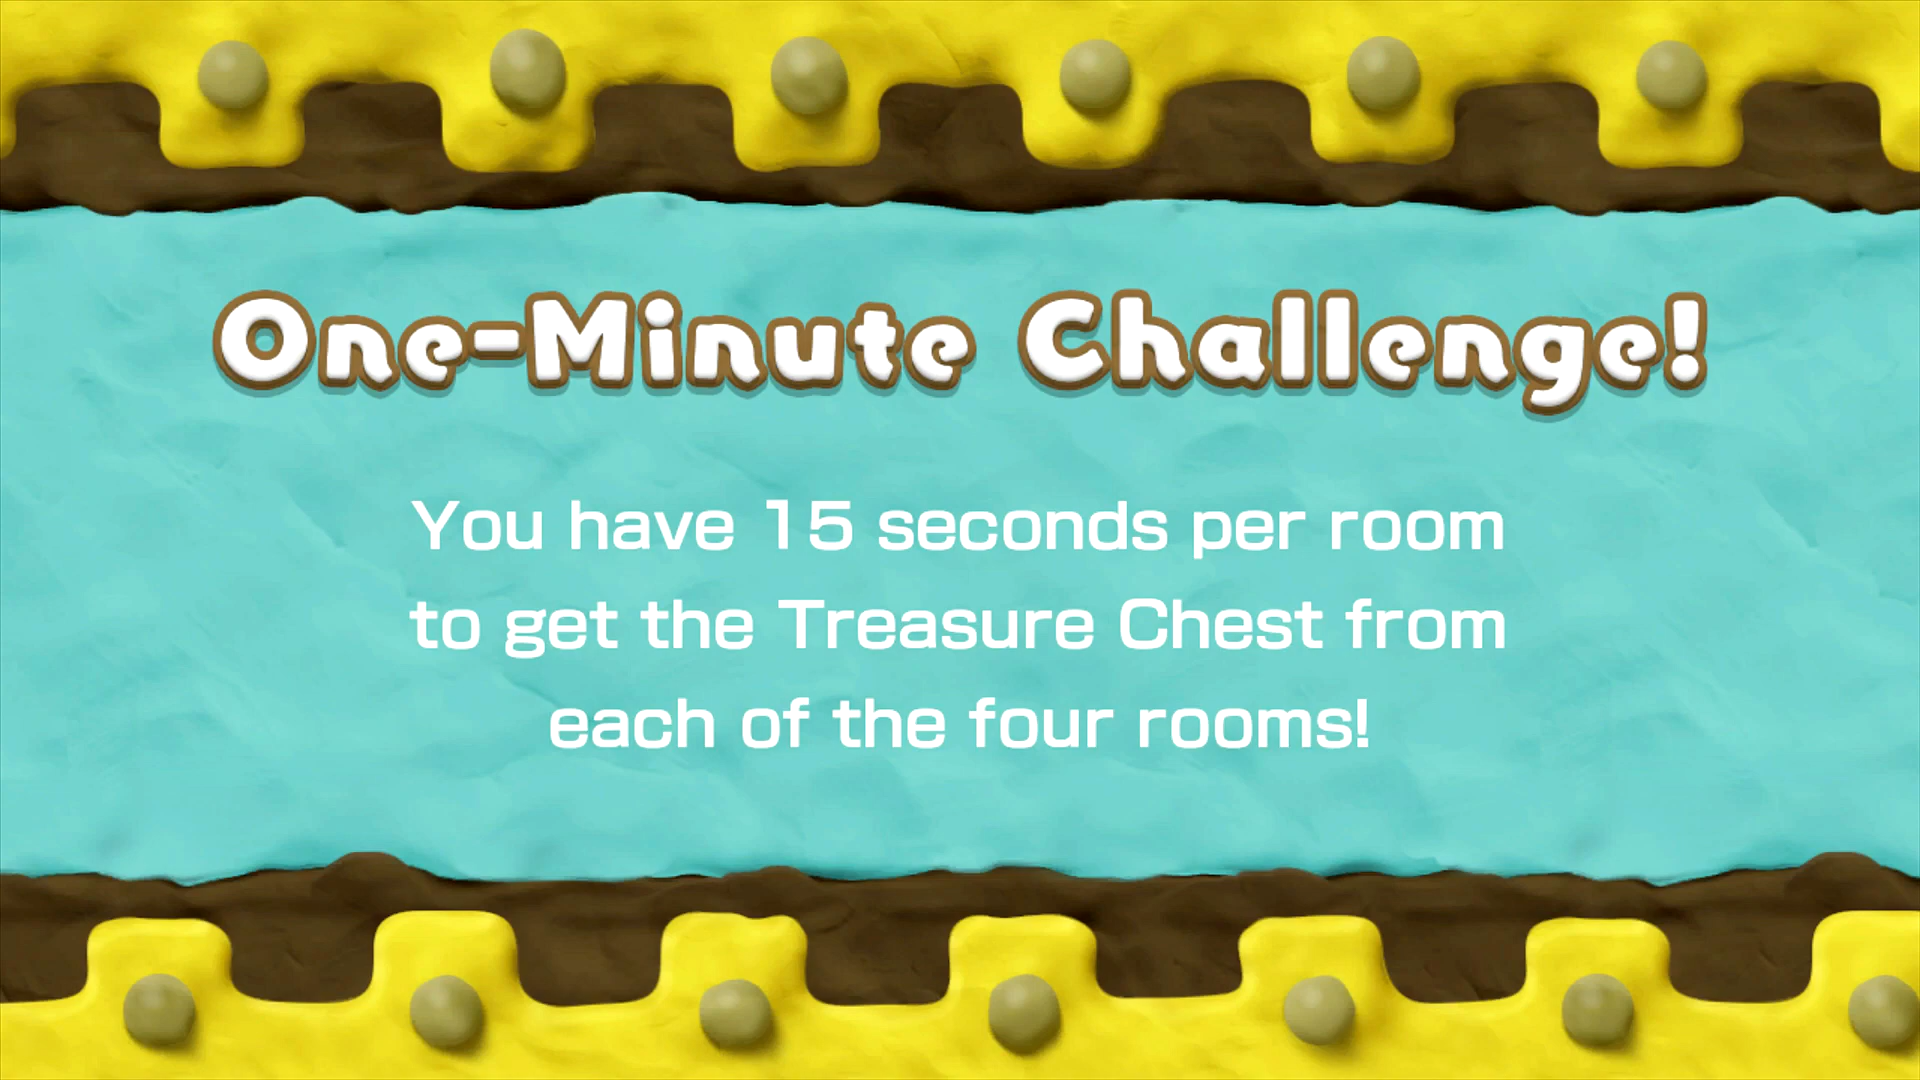 One-Minute Challenge!
You have 15 seconds per room
to get the Treasure Chest from
each of the four rooms!